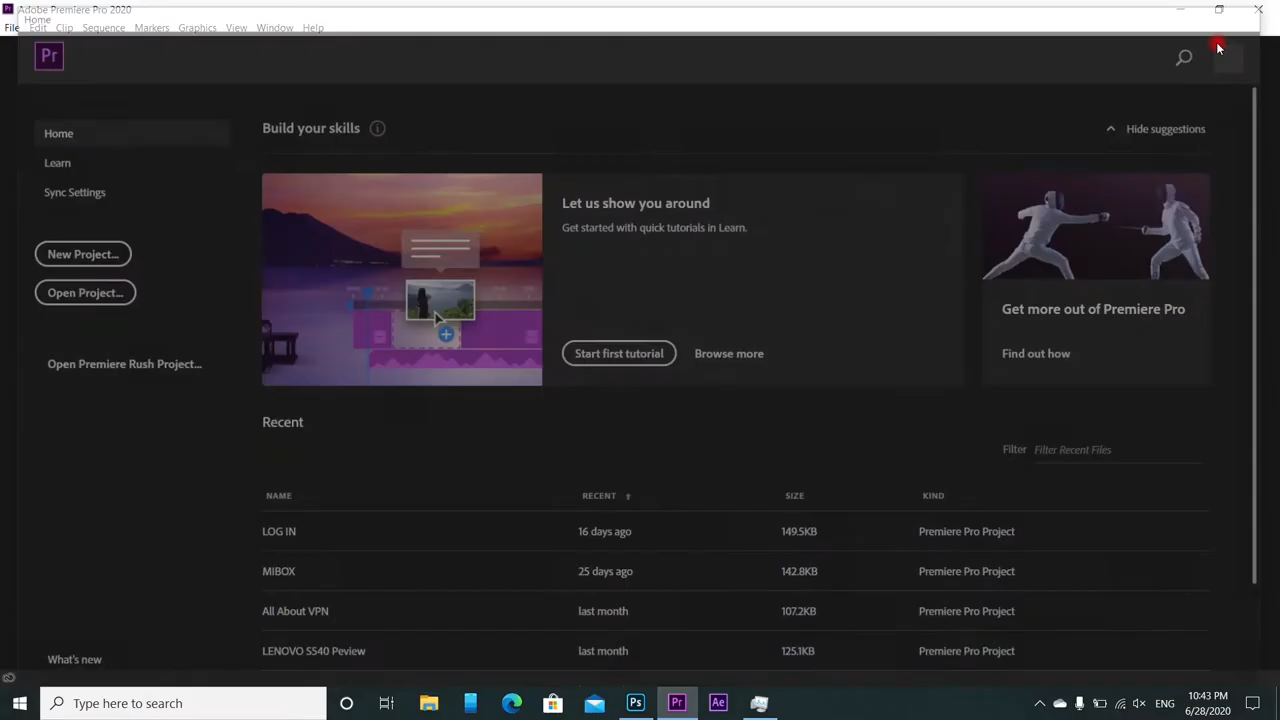 Adobe Premiere Pro 2020
Home
File Edit Clip Sequence Markers Graphics View Window Help
Pr
Home
Learn
Sync Settings
New Project...
Open Project...
Open Premiere Rush Project...
What's new
Build your skills
Hide suggestions
Let us show you around
Get started with quick tutorials in Learn.
Start first tutorial Browse more
Get more out of Premiere Pro
Find out how
Recent
Filter Filter Recent Files
NAME RECENT SIZE KIND
LOG IN 16 days ago 149.5KB Premiere Pro Project
MIBOX 25 days ago 142.8KB Premiere Pro Project
All About VPN last month 107.2KB Premiere Pro Project
LENOVO S540 Peview last month 125.1KB Premiere Pro Project
Type here to search
Ps Pr Ae
ENG
10:43 PM
6/28/2020